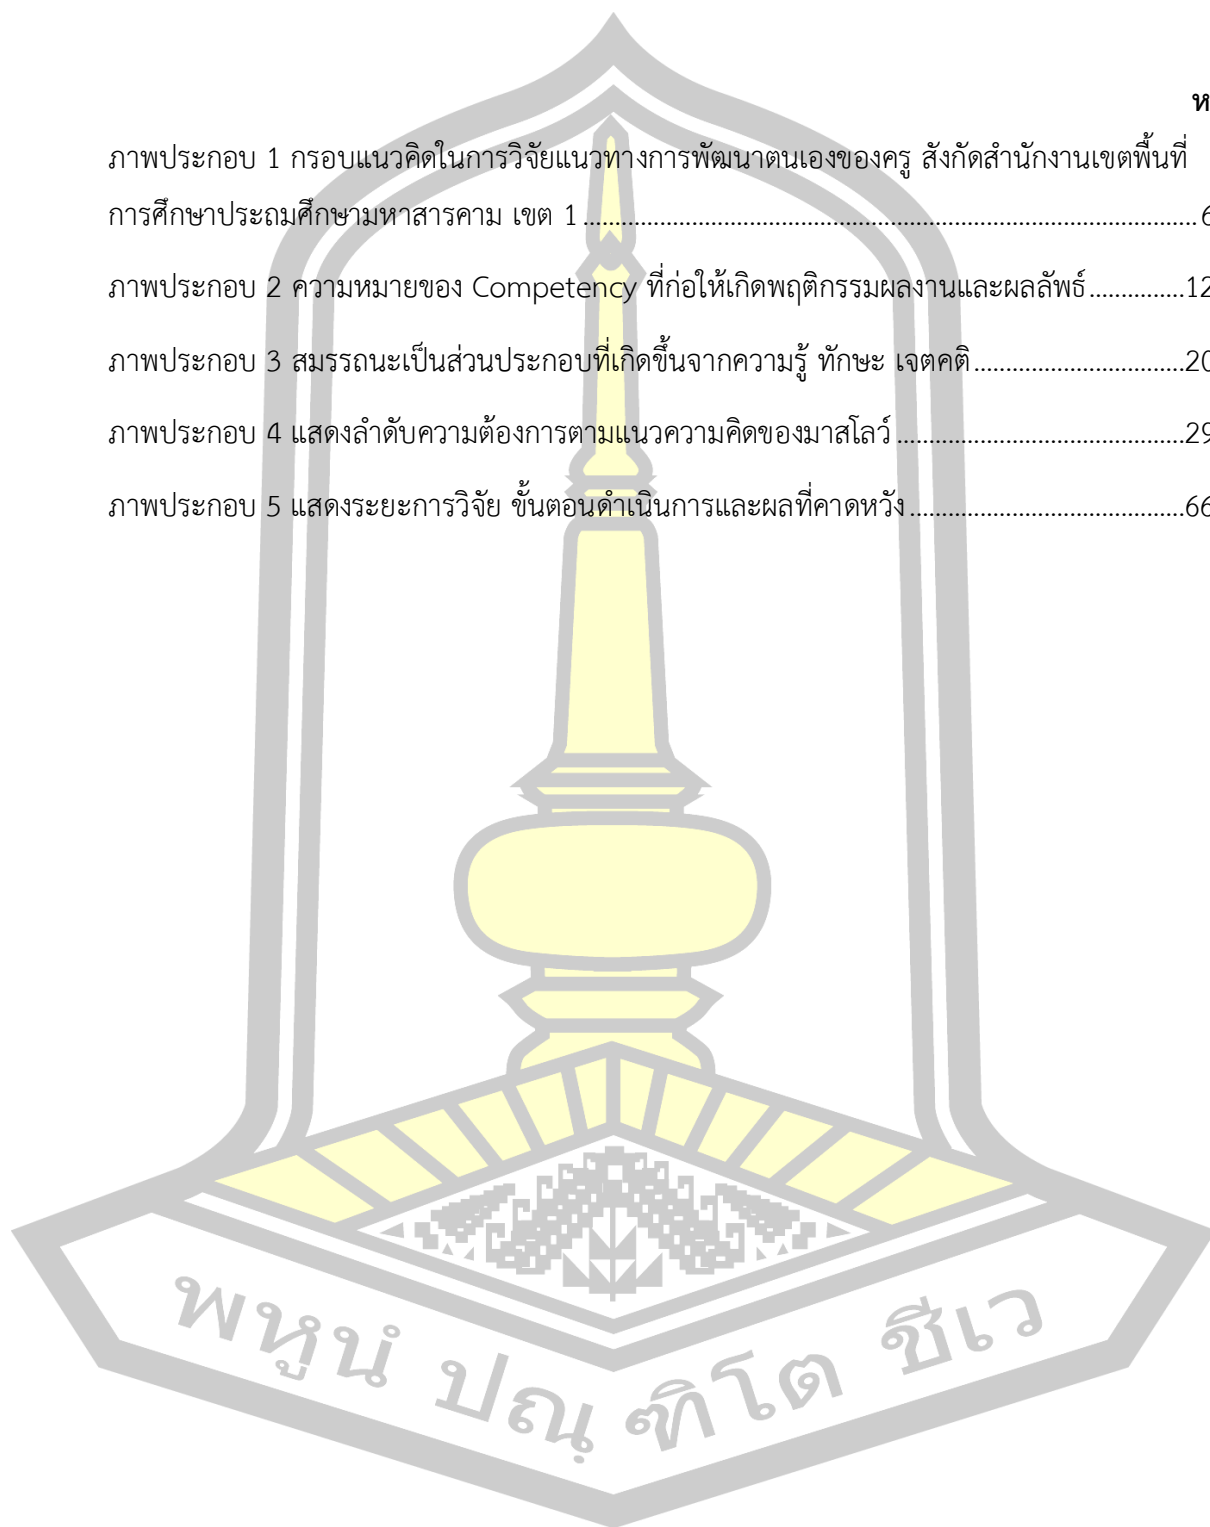 ห
ภาพประกอบ 1 กรอบแนวคิดในการวิจัยแนวทางการพัฒนาตนเองของครู สังกัดสำนักงานเขตพื้นที่
การศึกษาประถมศึกษามหาสารคาม เขต 1 ........................................................................................ 6
ภาพประกอบ 2 ความหมายของ Competency ที่ก่อให้เกิดพฤติกรรมผลงานและผลลัพธ์ ............... 12
ภาพประกอบ 3 สมรรถนะเป็นส่วนประกอบที่เกิดขึ้นจากความรู้ ทักษะ เจตคติ ................................. 20
ภาพประกอบ 4 แสดงลำดับความต้องการตามแนวความคิดของมาสโลว์ ............................................. 29
ภาพประกอบ 5 แสดงระยะการวิจัย ขั้นตอนดำเนินการและผลที่คาดหวัง ........................................... 66
พหูนํ ปณฺฑิโต ชีเว